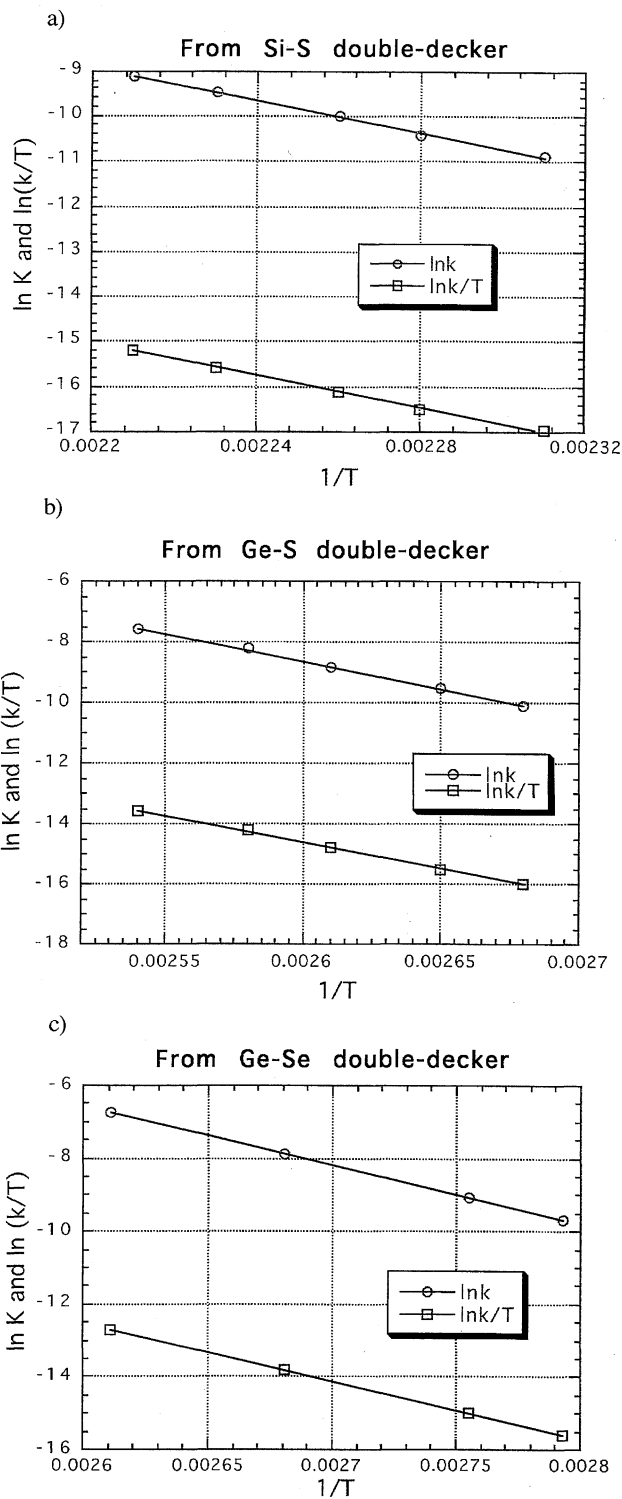 a)
From Si-S double-decker
-9
-10
-11
-12
-13
-14
-15
-16
-17
ln K and ln(k/T)
lnk
lnk/T
0.00222 0.00224 0.00228 0.00232
1/T
b)
From Ge-S double-decker
-6
-8
-10
-12
-14
-16
-18
ln K and ln (k/T)
lnk
lnk/T
0.00255 0.0026 0.00265 0.0027
1/T
c)
From Ge-Se double-decker
-6
-8
-10
-12
-14
-16
ln K and ln (k/T)
lnk
lnk/T
0.0026 0.00265 0.0027 0.00275 0.0028
1/T